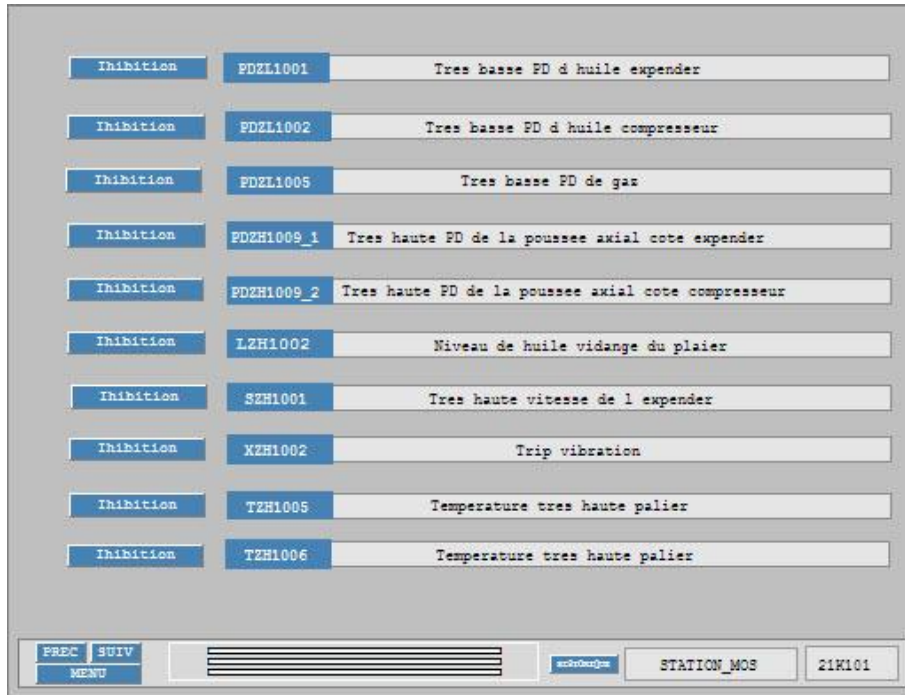 Ihibition PDZL1001 Tres basse PD d huile expender
Ihibition PDZL1002 Tres basse PD d huile compresseur
Ihibition PDZL1005 Tres basse PD de gaz
Ihibition PDZH1009_1 Tres haute PD de la poussee axial cote expender
Ihibition PDZH1009_2 Tres haute PD de la poussee axial cote compresseur
Ihibition LZH1002 Niveau de huile vidange du plaier
Ihibition SZH1001 Tres haute vitesse de l expender
Ihibition XZH1002 Trip vibration
Ihibition TZH1005 Temperature tres haute palier
Ihibition TZH1006 Temperature tres haute palier
PREC SUIV
MENU
STATION_MOS 21K101